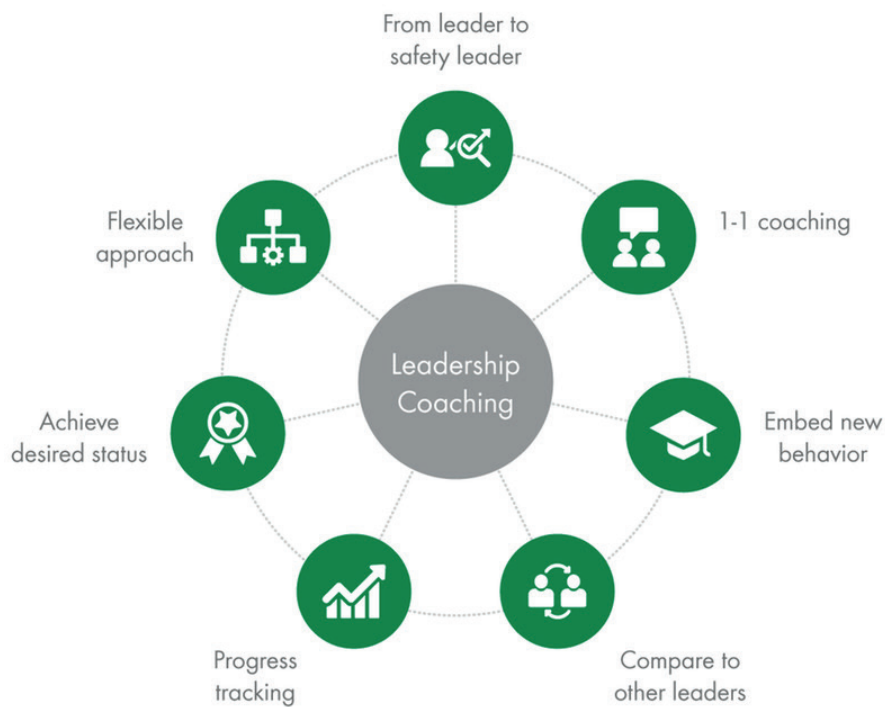 From leader to
safety leader
Flexible
approach
1-1 coaching
Leadership
Coaching
Achieve
desired status
Embed new
behavior
Progress
tracking
Compare to
other leaders